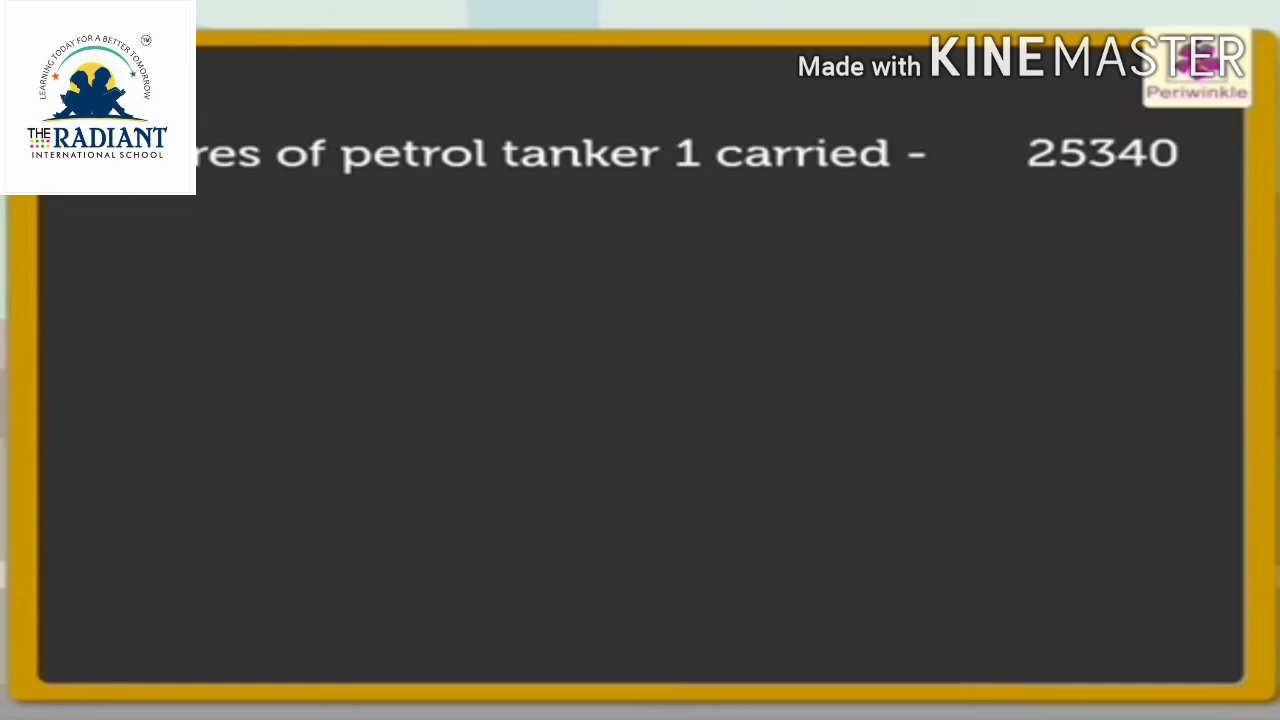 LEARNING TODAY FOR A BETTER TOMORROW
TM
THE RADIANT
INTERNATIONAL SCHOOL
Made with KINEMASTER
Periwinkle
res of petrol tanker 1 carried - 25340